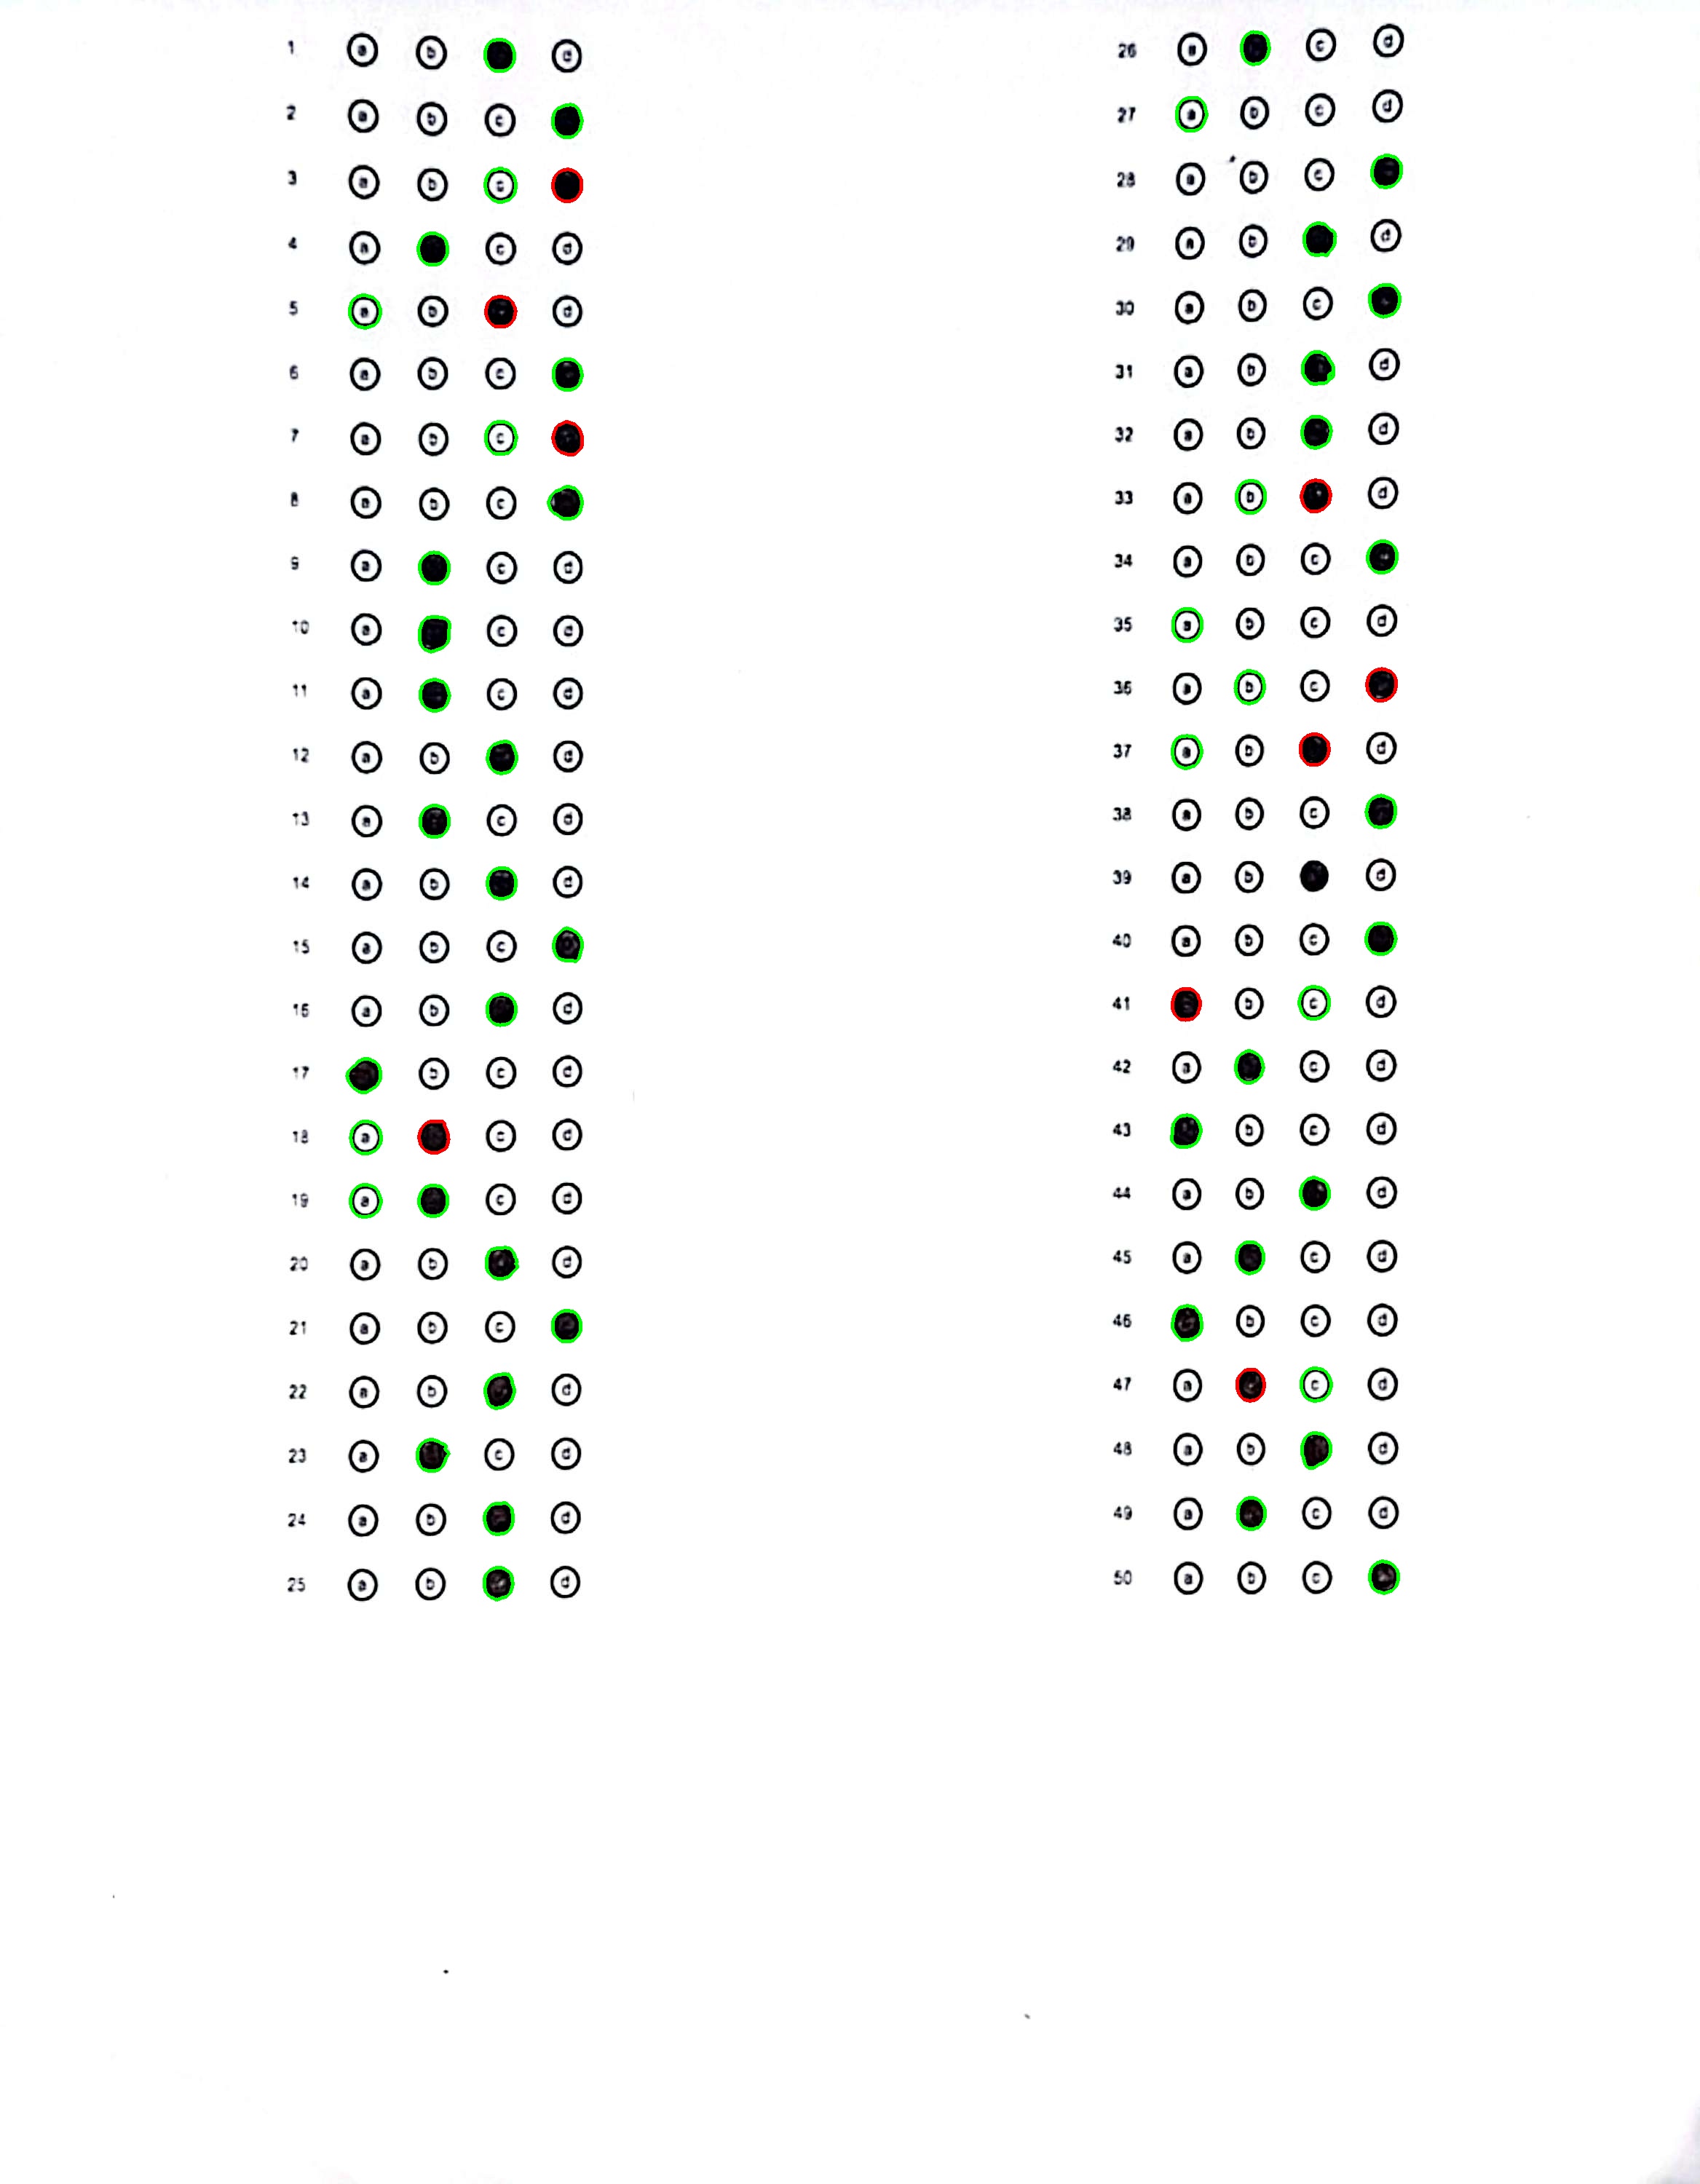 1 a b d
2 a b c
3 a b c
4 a c d
5 a b d
6 a b c
7 a b c
8 a b c
9 a c d
10 a c d
11 a c d
12 a b d
13 a c d
14 a b d
15 a b c
16 a b d
17 b c d
18 a c d
19 a c d
20 a b d
21 a b c
22 a b d
23 a c d
24 a b d
25 a b d
26 a c d
27 a b c d
28 a b c
29 a b d
30 a b c
31 a b d
32 a b d
33 a b d
34 a b c
35 a b c d
36 a b c
37 a b d
38 a b c
39 a b d
40 a b c
41 b c d
42 a c d
43 b c d
44 a b d
45 a c d
46 b c d
47 a c d
48 a b d
49 a c d
50 a b c